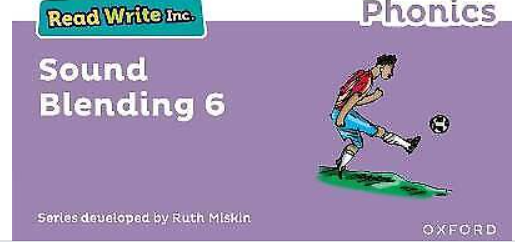 Read Write Inc.
Phonics
Sound
Blending 6
Series developed by Ruth Miskin
OXFORD